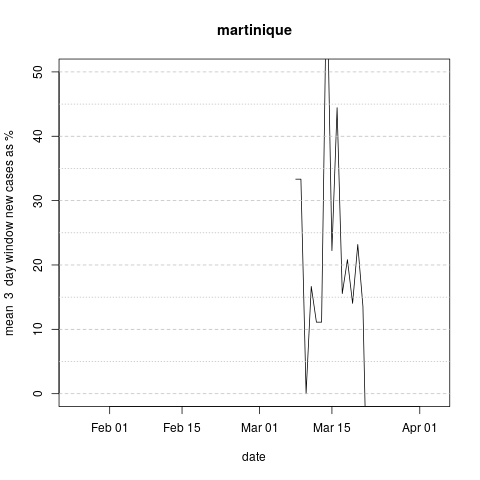 martinique
mean  3  day window new cases as %
50
40
30
20
10
0
Feb 01
Feb 15
Mar 01
Mar 15
Apr 01
date